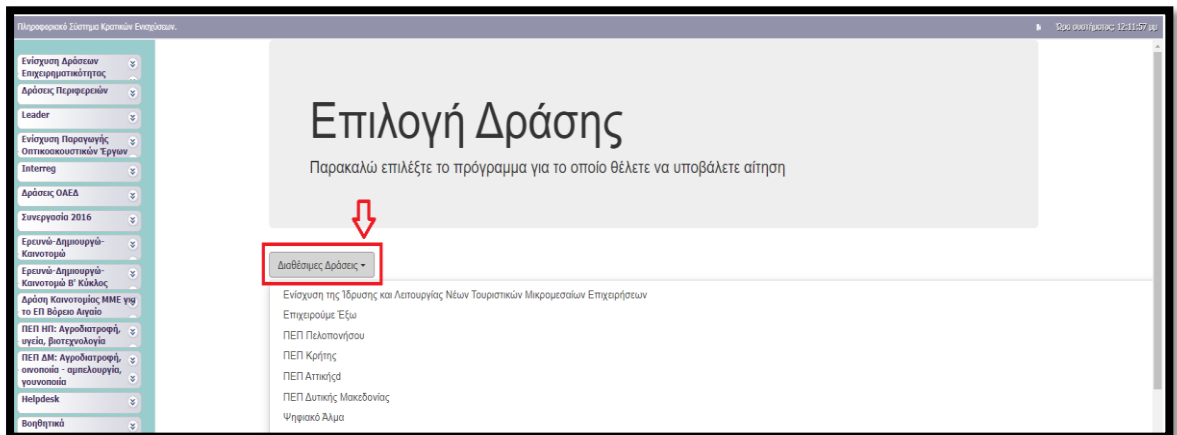 Πληροφοριακό Σύστημα Κρατικών Ενισχύσεων.
Ώρα συστήματος: 12:11:57 μμ
Ενίσχυση Δράσεων
Επιχειρηματικότητας
Δράσεις Περιφερειών
Leader
Ενίσχυση Παραγωγής
Οπτικοακουστικών Έργων
Interreg
Δράσεις ΟΑΕΔ
Συνεργασία 2016
Ερευνώ-Δημιουργώ-
Καινοτομώ
Ερευνώ-Δημιουργώ-
Καινοτομώ Β' Κύκλος
Δράση Καινοτομίας ΜΜΕ για
το ΕΠ Βόρειο Αιγαίο
ΠΕΠ ΗΠ: Αγροδιατροφή,
υγεία, βιοτεχνολογία
ΠΕΠ ΔΜ: Αγροδιατροφή,
οινοποιία - αμπελουργία,
γουνοποιία
Helpdesk
Βοηθητικά
Επιλογή Δράσης
Παρακαλώ επιλέξτε το πρόγραμμα για το οποίο θέλετε να υποβάλετε αίτηση
Διαθέσιμες Δράσεις
Ενίσχυση της Ίδρυσης και Λειτουργίας Νέων Τουριστικών Μικρομεσαίων Επιχειρήσεων
Επιχειρούμε Έξω
ΠΕΠ Πελοπονήσου
ΠΕΠ Κρήτης
ΠΕΠ Αττικήςd
ΠΕΠ Δυτικής Μακεδονίας
Ψηφιακό Άλμα